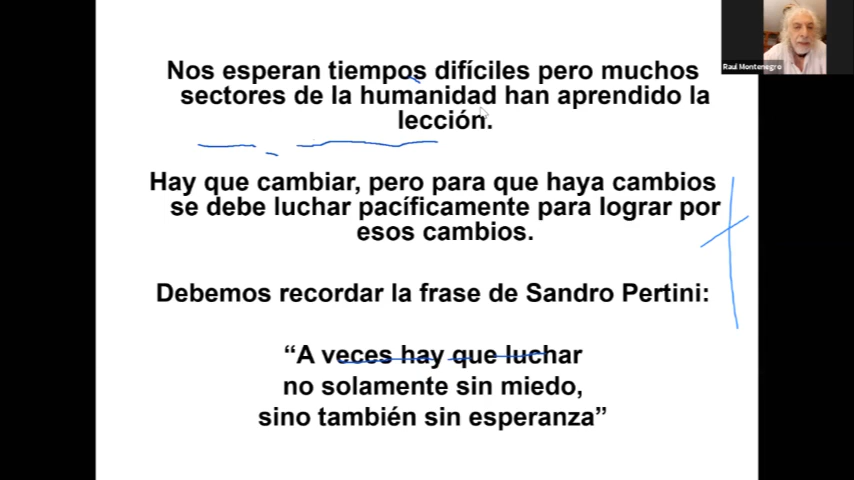 Raul Montenegro
Nos esperan tiempos difíciles pero muchos
sectores de la humanidad han aprendido la
lección.
Hay que cambiar, pero para que haya cambios
se debe luchar pacíficamente para lograr por
esos cambios.
Debemos recordar la frase de Sandro Pertini:
“A veces hay que luchar
no solamente sin miedo,
sino también sin esperanza”